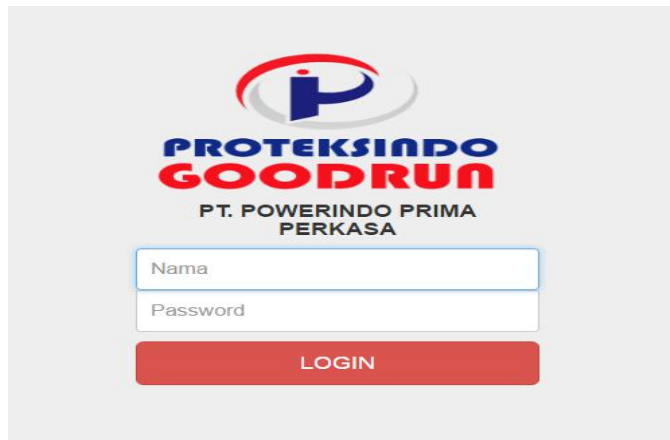 PROTEKSINDO
GOODRUN
PT. POWERINDO PRIMA
PERKASA
Nama
Password
LOGIN